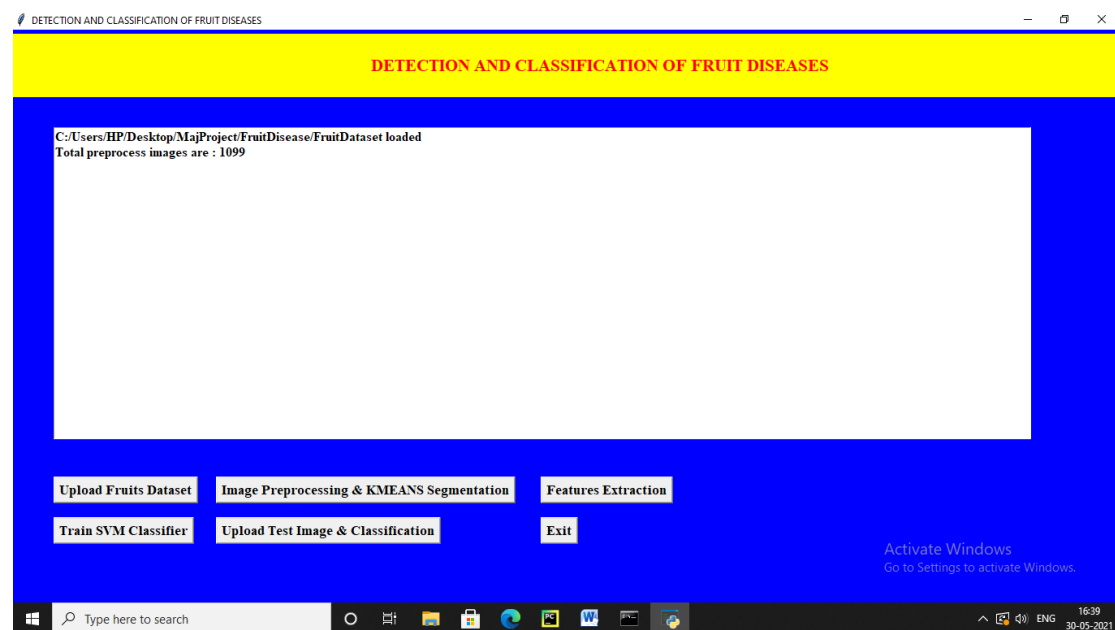 DETECTION AND CLASSIFICATION OF FRUIT DISEASES
DETECTION AND CLASSIFICATION OF FRUIT DISEASES
C:/Users/HP/Desktop/MajProject/FruitDisease/FruitDataset loaded
Total preprocess images are : 1099
Upload Fruits Dataset
Image Preprocessing & KMEANS Segmentation
Features Extraction
Train SVM Classifier
Upload Test Image & Classification
Exit
Activate Windows
Go to Settings to activate Windows.
Type here to search
PC
W
ENG
16:39
30-05-2021